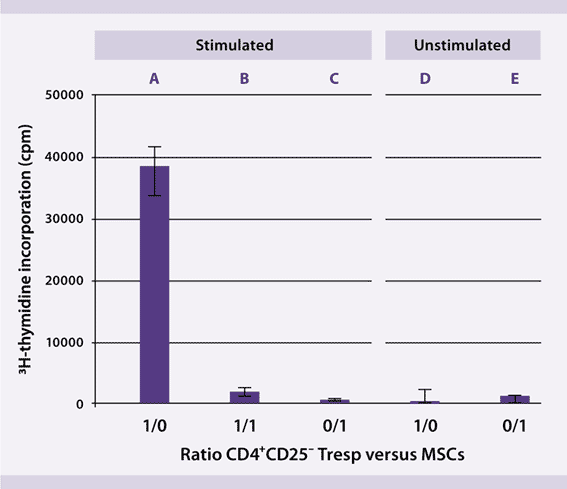 Stimulated Unstimulated
A B C D E
50000
40000
30000
20000
10000
0
³H-thymidine incorporation (cpm)
1/0 1/1 0/1 1/0 0/1
Ratio CD4⁺CD25⁻ Tresp versus MSCs